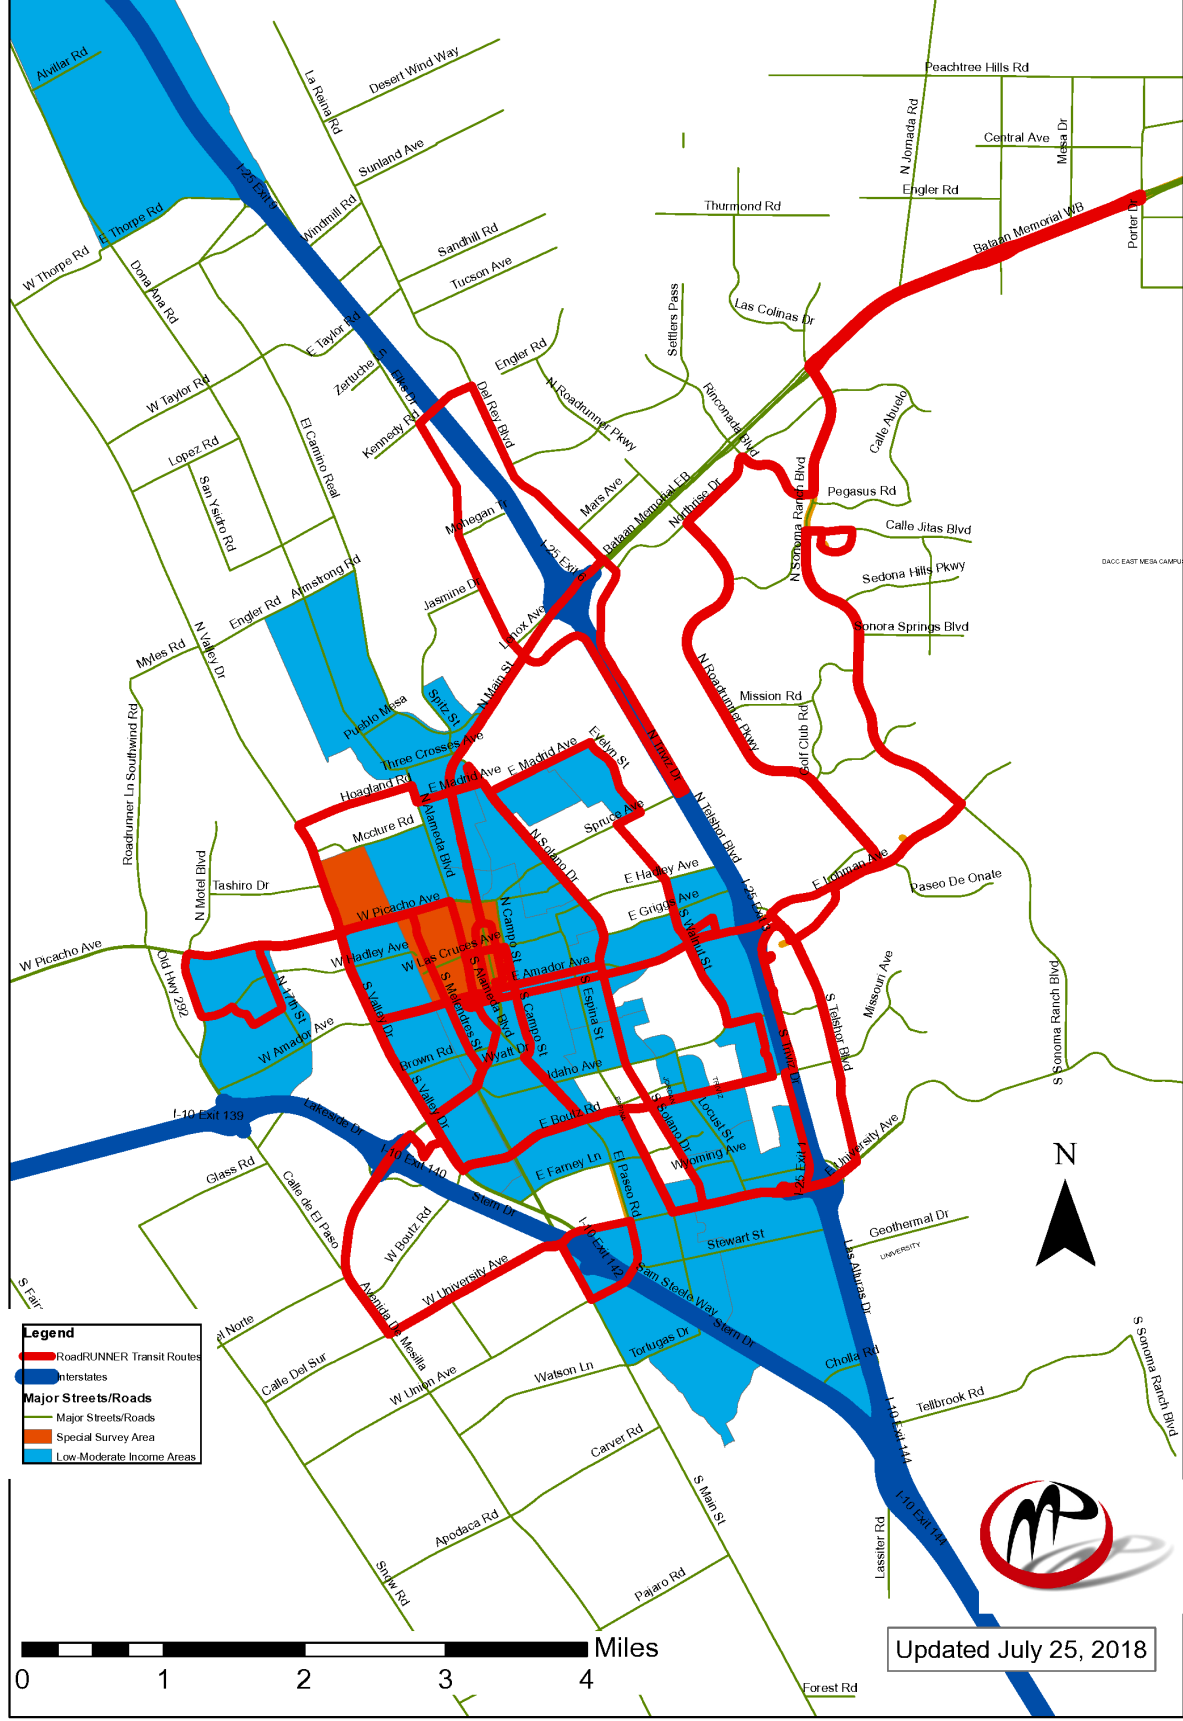 Alvillar Rd
La Reina Rd
Desert Wind Way
Peachtree Hills Rd
N Jornada Rd
Central Ave
Mesa Dr
Sunland Ave
I-25 Exit 9
Engler Rd
Windmill Rd
E Thorpe Rd
Thurmond Rd
Bataan Memorial WB
Porter Dr
Sandhill Rd
W Thorpe Rd
Dona Ana Rd
Tucson Ave
Settlers Pass
Las Colinas Dr
E Taylor Rd
Zertuche Ln
Elks Dr
Engler Rd
W Taylor Rd
Del Rey Blvd
N Roadrunner Pkwy
Rinconada Blvd
Calle Abuelo
Kennedy Rd
El Camino Real
Lopez Rd
San Ysidro Rd
Mars Ave
Bataan Memorial EB
Northrise Dr
N Sonoma Ranch Blvd
Pegasus Rd
Mohegan Tr
Calle Jitas Blvd
I-25 Exit 6
DACC EAST MESA CAMPUS
Sedona Hills Pkwy
Armstrong Rd
Engler Rd
Jasmine Dr
Lenox Ave
Sonora Springs Blvd
N Valley Dr
Myles Rd
N Main St
Spitz St
N Roadrunner Pkwy
Mission Rd
Golf Club Rd
Pueblo Mesa
Three Crosses Ave
Roadrunner Ln Southwind Rd
Evelyn St
N Triviz Dr
E Madrid Ave
E Madrid Ave
Hoagland Rd
N Alameda Blvd
N Telshor Blvd
Spruce Ave
Mcclure Rd
N Solano Dr
E Hadley Ave
E Lohman Ave
N Motel Blvd
Tashiro Dr
I-25 Exit 3
Paseo De Onate
E Griggs Ave
W Picacho Ave
N Campo St
S Walnut St
W Picacho Ave
W Hadley Ave
W Las Cruces Ave
E Amador Ave
Old Hwy 292
N 17th St
S Valley Dr
S Melendres St
S Alameda Blvd
S Campo St
S Espina St
Missouri Ave
S Telshor Blvd
S Sonoma Ranch Blvd
W Amador Ave
Brown Rd
Wyatt Dr
Idaho Ave
S Triviz Dr
TRIVIZ
S Valley Dr
E Boutz Rd
S Solano Dr
Locust St
I-10 Exit 139
Lakeside Dr
I-10 Exit 140
E Farney Ln
Wyoming Ave
I-25 Exit 1
E University Ave
N
Glass Rd
Calle de El Paso
El Paseo Rd
Stern Dr
W Boutz Rd
I-10 Exit 142
Stewart St
Geothermal Dr
UNIVERSITY
W University Ave
Sam Steele Way
Las Alturas Dr
Avenida De Mesilla
S Fair
el Norte
Stern Dr
Tortugas Dr
Cholla Rd
S Sonoma Ranch Blvd
Calle Del Sur
W Union Ave
Watson Ln
Tellbrook Rd
I-10 Exit 144
Carver Rd
S Main St
I-10 Exit 144
Apodaca Rd
Lassiter Rd
Snow Rd
Pajaro Rd
Forest Rd
Legend
RoadRUNNER Transit Routes
Interstates
Major Streets/Roads
Major Streets/Roads
Special Survey Area
Low-Moderate Income Areas
Miles
0 1 2 3 4
Updated July 25, 2018